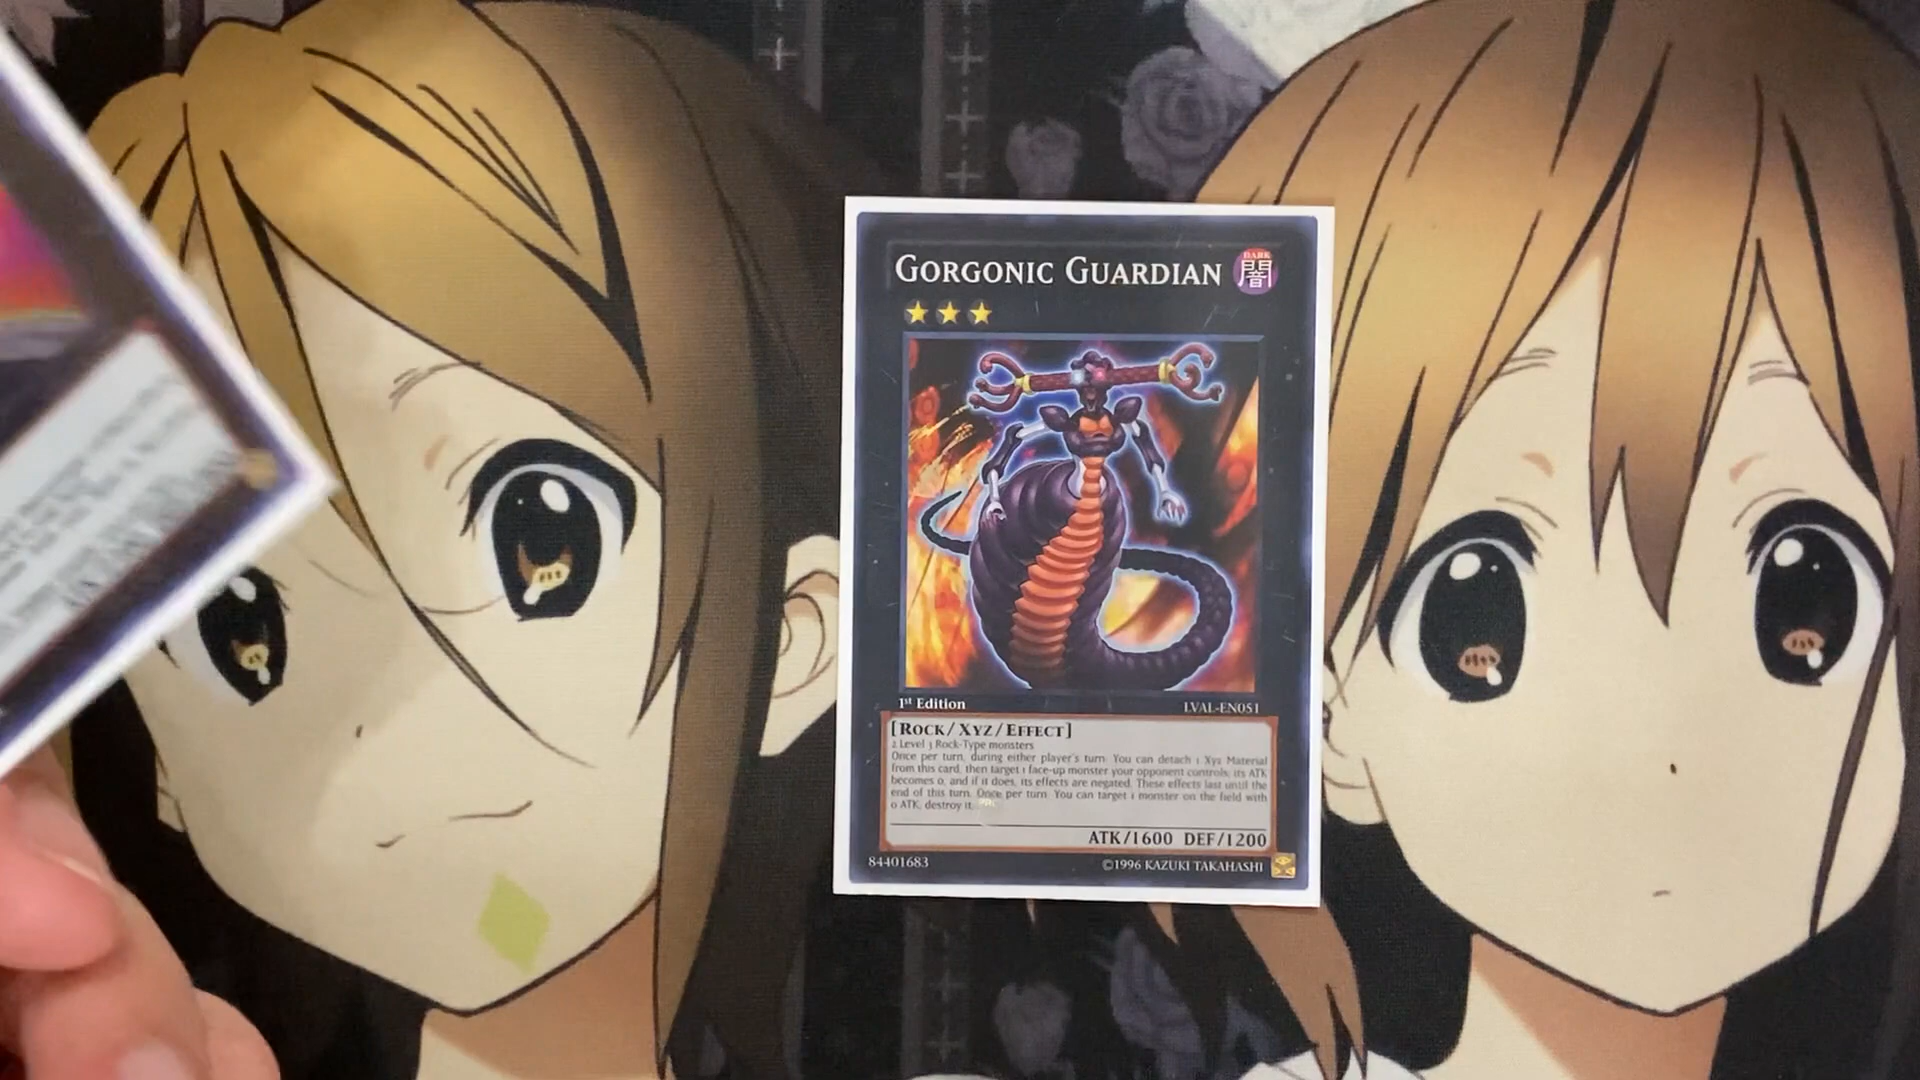 GORGONIC GUARDIAN
DARK
闇
1st Edition
LVAL-EN051
[ROCK/XYZ/EFFECT]
2 Level 3 Rock-Type monsters
Once per turn, during either player's turn: You can detach 1 Xyz Material
from this card, then target 1 face-up monster your opponent controls; its ATK
becomes 0, and if it does, its effects are negated. These effects last until the
end of this turn. Once per turn: You can target 1 monster on the field with
0 ATK; destroy it.
ATK/1600 DEF/1200
84401683
©1996 KAZUKI TAKAHASHI